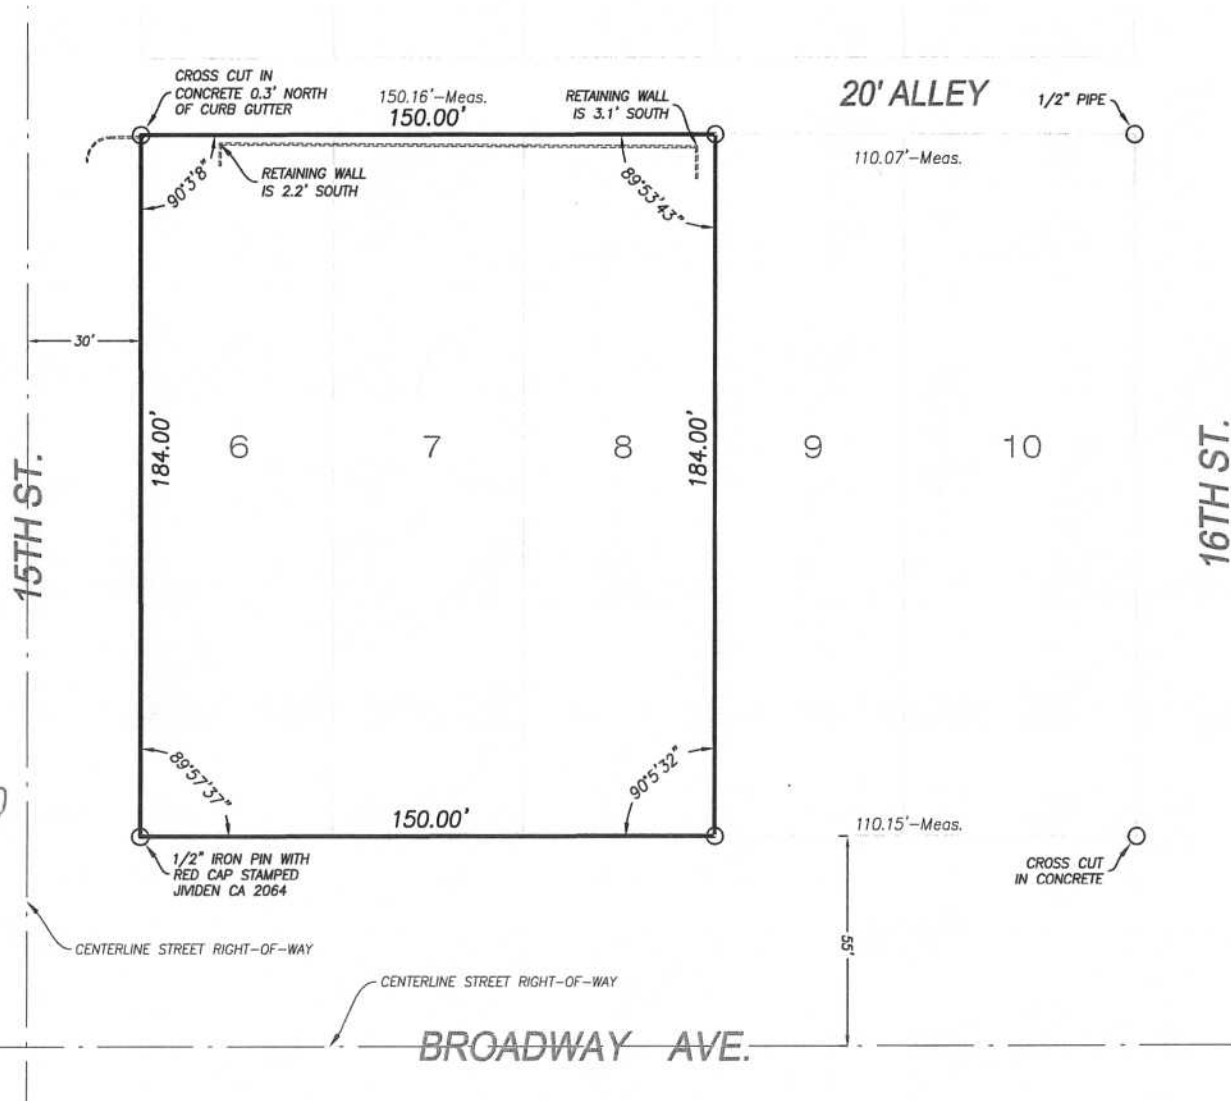 CROSS CUT IN
CONCRETE 0.3' NORTH
OF CURB GUTTER
150.16'-Meas.
150.00'
RETAINING WALL
IS 3.1' SOUTH
20' ALLEY
1/2" PIPE
110.07'-Meas.
RETAINING WALL
IS 2.2' SOUTH
90°3'8"
89°53'43"
30'
15TH ST.
184.00'
6
7
8
184.00'
9
10
16TH ST.
89°57'37"
90°5'32"
150.00'
110.15'-Meas.
1/2" IRON PIN WITH
RED CAP STAMPED
JIVIDEN CA 2064
CROSS CUT
IN CONCRETE
55'
CENTERLINE STREET RIGHT-OF-WAY
CENTERLINE STREET RIGHT-OF-WAY
BROADWAY AVE.